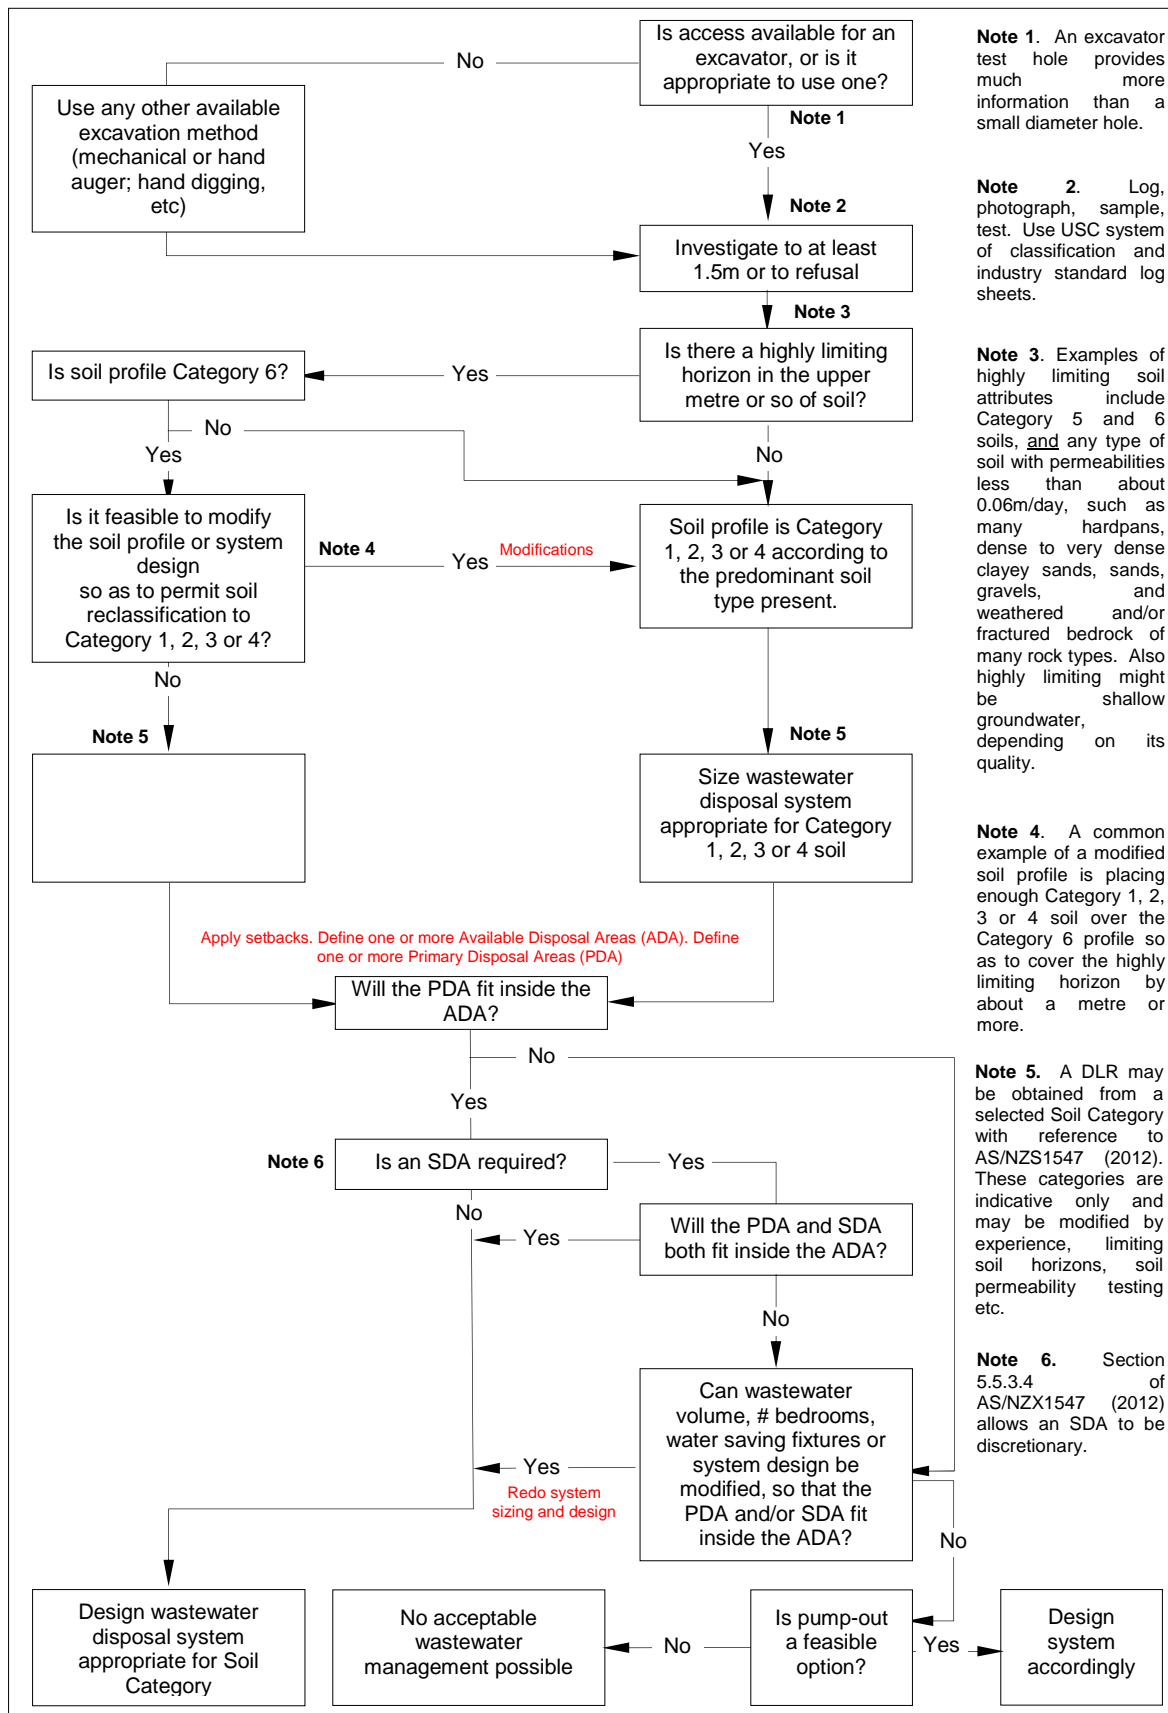 Is access available for an
excavator, or is it
appropriate to use one?
No
Note 1
Yes
Use any other available
excavation method
(mechanical or hand
auger; hand digging,
etc)
Note 2
Investigate to at least
1.5m or to refusal
Note 3
Is there a highly limiting
horizon in the upper
metre or so of soil?
Yes
Is soil profile Category 6?
No
Yes
No
Is it feasible to modify
the soil profile or system
design
so as to permit soil
reclassification to
Category 1, 2, 3 or 4?
Note 4
Yes
Modifications
Soil profile is Category
1, 2, 3 or 4 according to
the predominant soil
type present.
No
Note 5
Note 5
Size wastewater
disposal system
appropriate for Category
1, 2, 3 or 4 soil
Apply setbacks. Define one or more Available Disposal Areas (ADA). Define
one or more Primary Disposal Areas (PDA)
Will the PDA fit inside the
ADA?
No
Yes
Note 6
Is an SDA required?
Yes
No
Will the PDA and SDA
both fit inside the ADA?
Yes
No
Can wastewater
volume, # bedrooms,
water saving fixtures or
system design be
modified, so that the
PDA and/or SDA fit
inside the ADA?
Yes
Redo system
sizing and design
No
Design wastewater
disposal system
appropriate for Soil
Category
No acceptable
wastewater
management possible
No
Is pump-out
a feasible
option?
Yes
Design
system
accordingly
Note 1. An excavator
test hole provides
much more
information than a
small diameter hole.
Note 2. Log,
photograph, sample,
test. Use USC system
of classification and
industry standard log
sheets.
Note 3. Examples of
highly limiting soil
attributes include
Category 5 and 6
soils, and any type of
soil with permeabilities
less than about
0.06m/day, such as
many hardpans,
dense to very dense
clayey sands, sands,
gravels, and
weathered and/or
fractured bedrock of
many rock types. Also
highly limiting might
be shallow
groundwater,
depending on its
quality.
Note 4. A common
example of a modified
soil profile is placing
enough Category 1, 2,
3 or 4 soil over the
Category 6 profile so
as to cover the highly
limiting horizon by
about a metre or
more.
Note 5. A DLR may
be obtained from a
selected Soil Category
with reference to
AS/NZS1547 (2012).
These categories are
indicative only and
may be modified by
experience, limiting
soil horizons, soil
permeability testing
etc.
Note 6. Section
5.5.3.4 of
AS/NZX1547 (2012)
allows an SDA to be
discretionary.